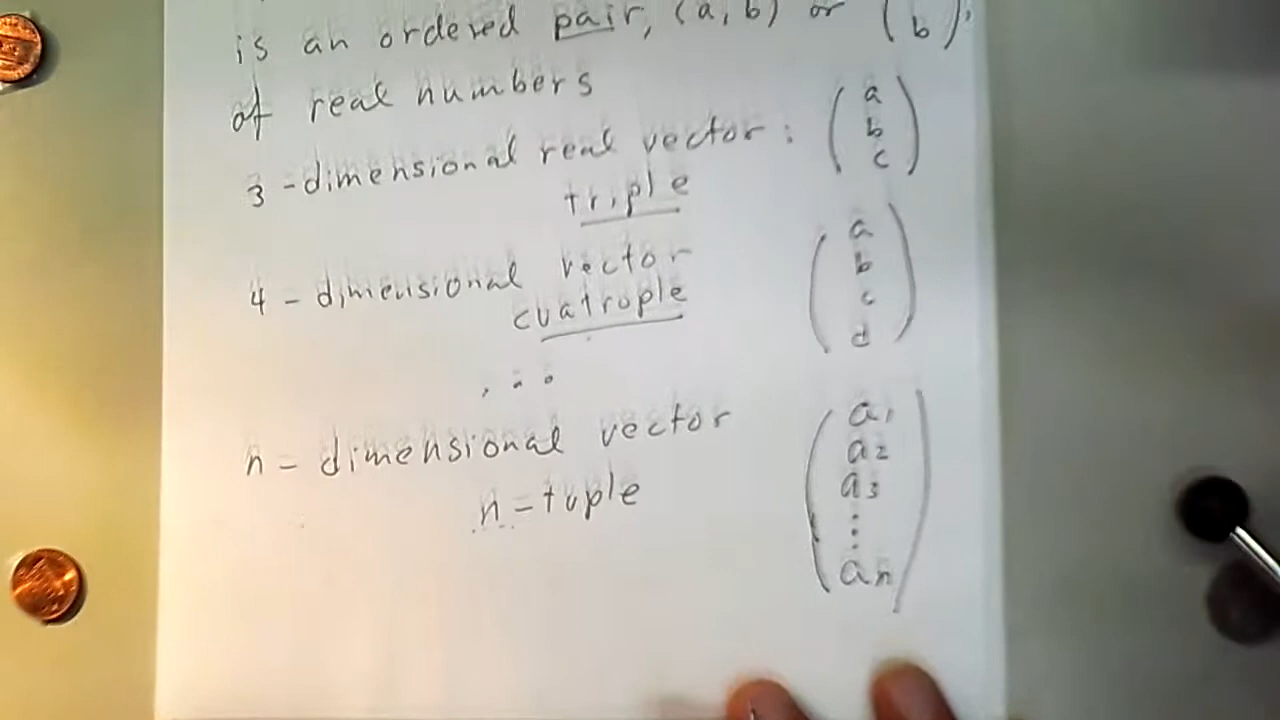 is an ordered pair, (a, b) or ( b ),
of real numbers
3-dimensional real vector: ( a b c )
triple
4-dimensional vector ( a b c d )
cuatruple
...
n-dimensional vector ( a1 a2 a3 ⋮ an )
n-tuple